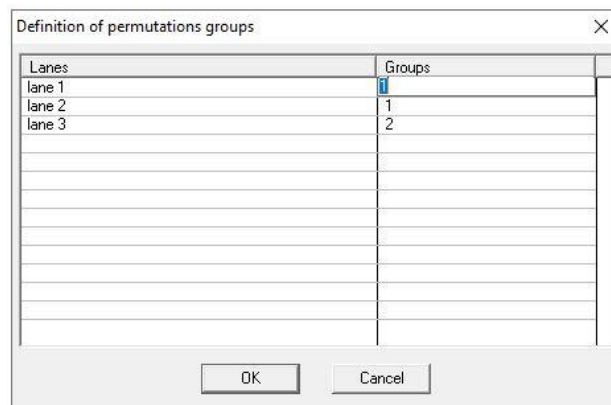 Definition of permutations groups
Lanes Groups
lane 1 1
lane 2 1
lane 3 2
OK Cancel